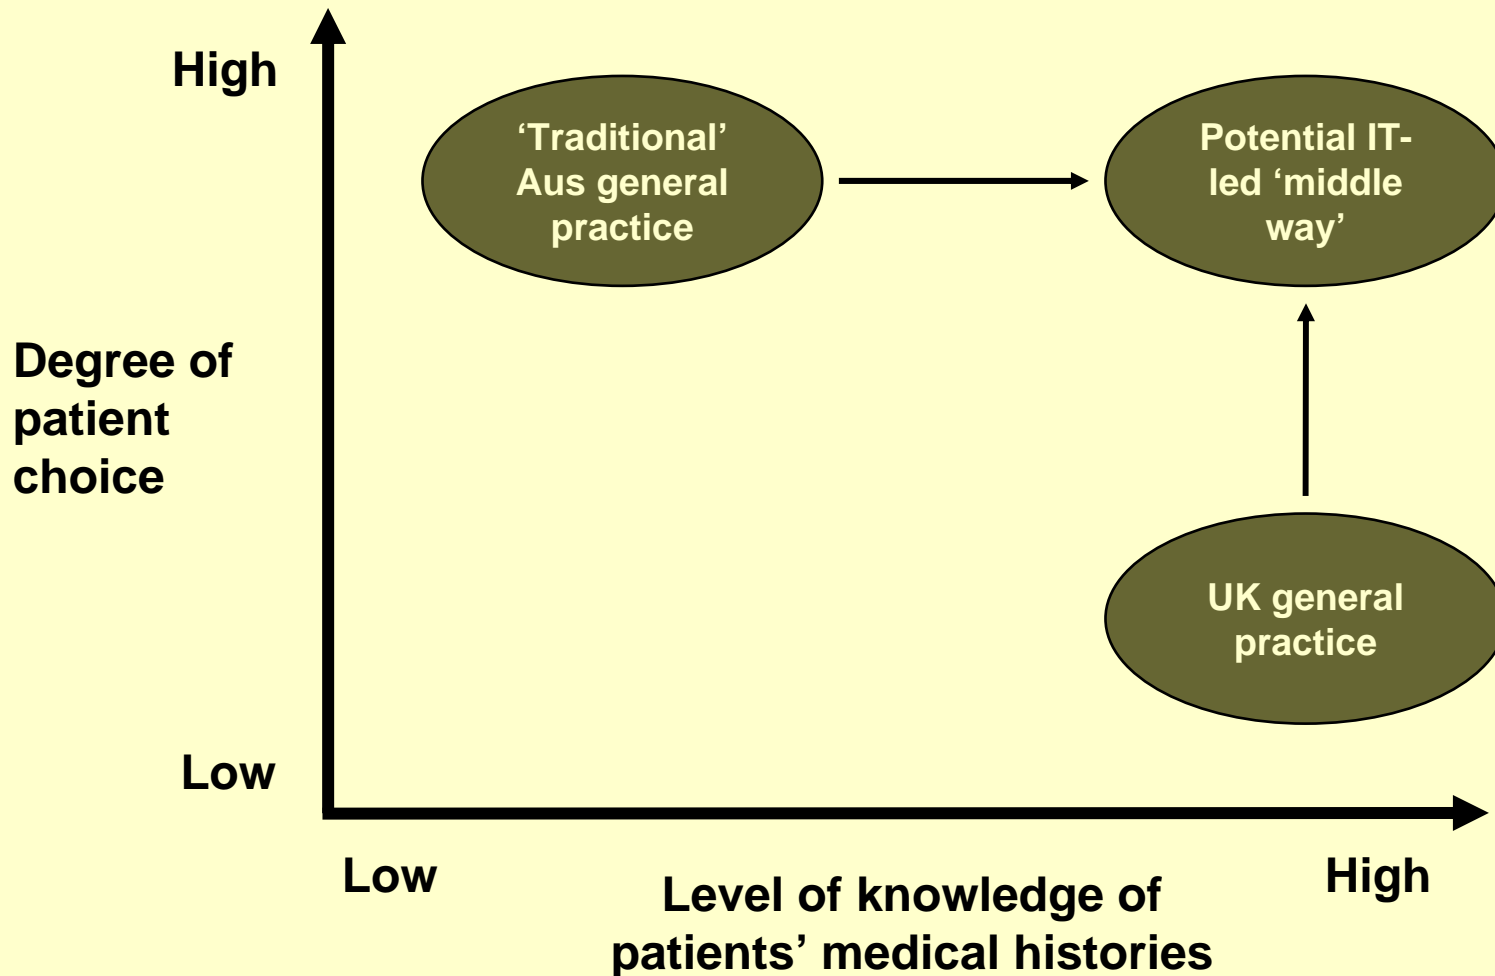 High
‘Traditional’
Aus general
practice
Potential IT-
led ‘middle
way’
Degree of
patient
choice
UK general
practice
Low
Low
High
Level of knowledge of
patients’ medical histories